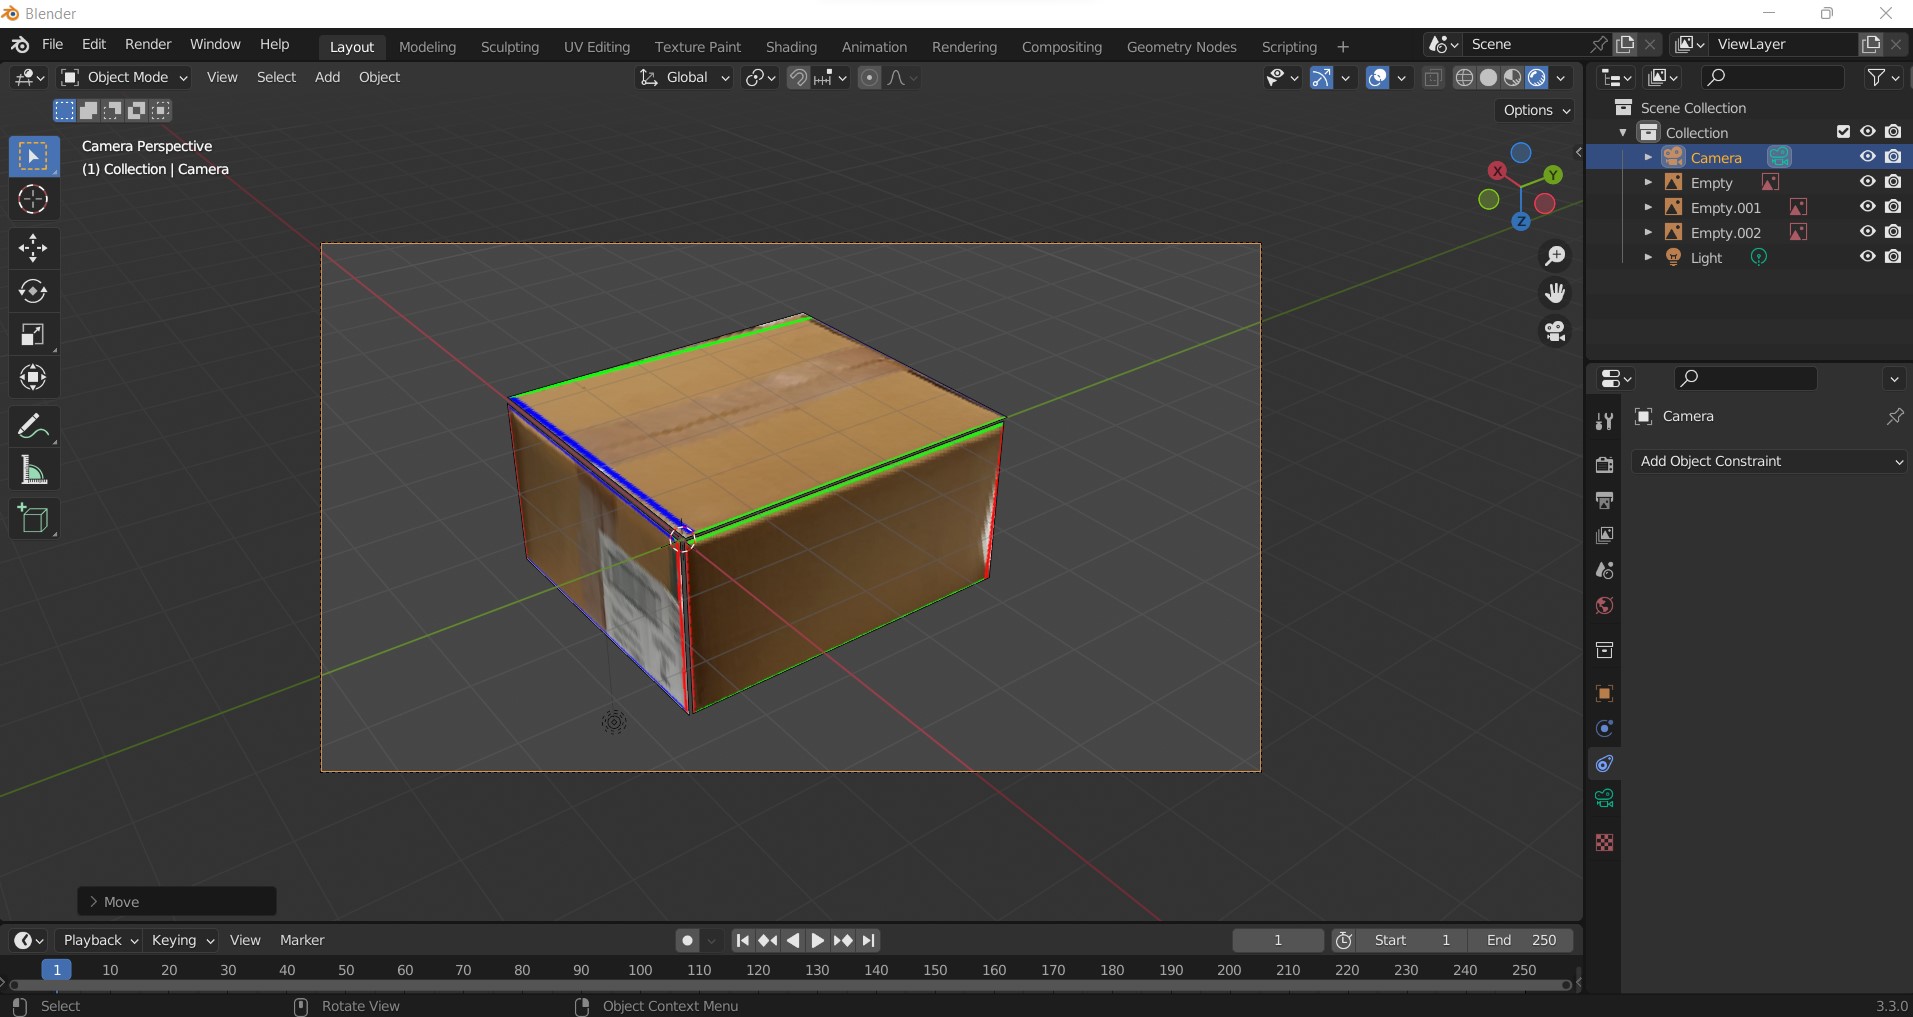 Blender
File Edit Render Window Help Layout Modeling Sculpting UV Editing Texture Paint Shading Animation Rendering Compositing Geometry Nodes Scripting + Scene ViewLayer
Object Mode View Select Add Object Global
Options
Camera Perspective
(1) Collection | Camera
X Y Z
Scene Collection
Collection
Camera
Empty
Empty.001
Empty.002
Light
Camera
Add Object Constraint
Move
Playback Keying View Marker 1 Start 1 End 250
1 10 20 30 40 50 60 70 80 90 100 110 120 130 140 150 160 170 180 190 200 210 220 230 240 250
Select Rotate View Object Context Menu 3.3.0